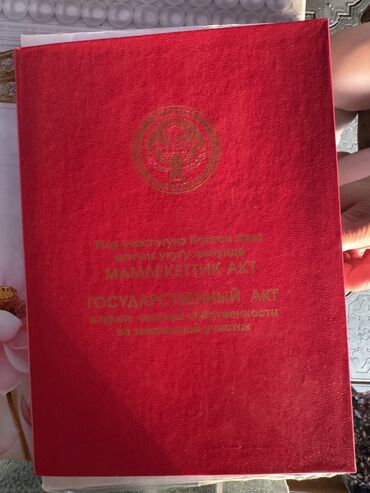 Жер участогуна болгон жеке
менчик укугу жөнүндө
МАМЛЕКЕТТИК АКТ
ГОСУДАРСТВЕННЫЙ АКТ
о праве частной собственности
на земельный участок